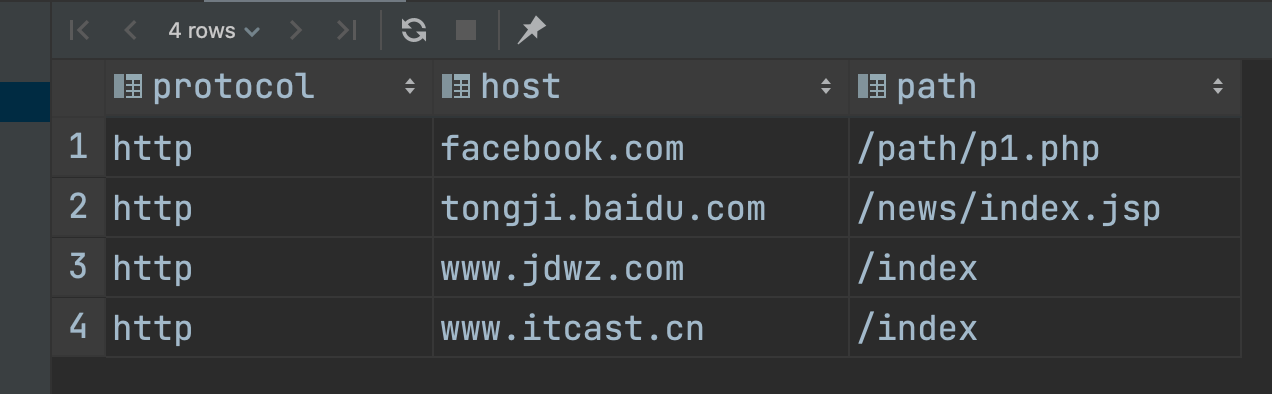 4 rows
protocol host path
1 http facebook.com /path/p1.php
2 http tongji.baidu.com /news/index.jsp
3 http www.jdwz.com /index
4 http www.itcast.cn /index